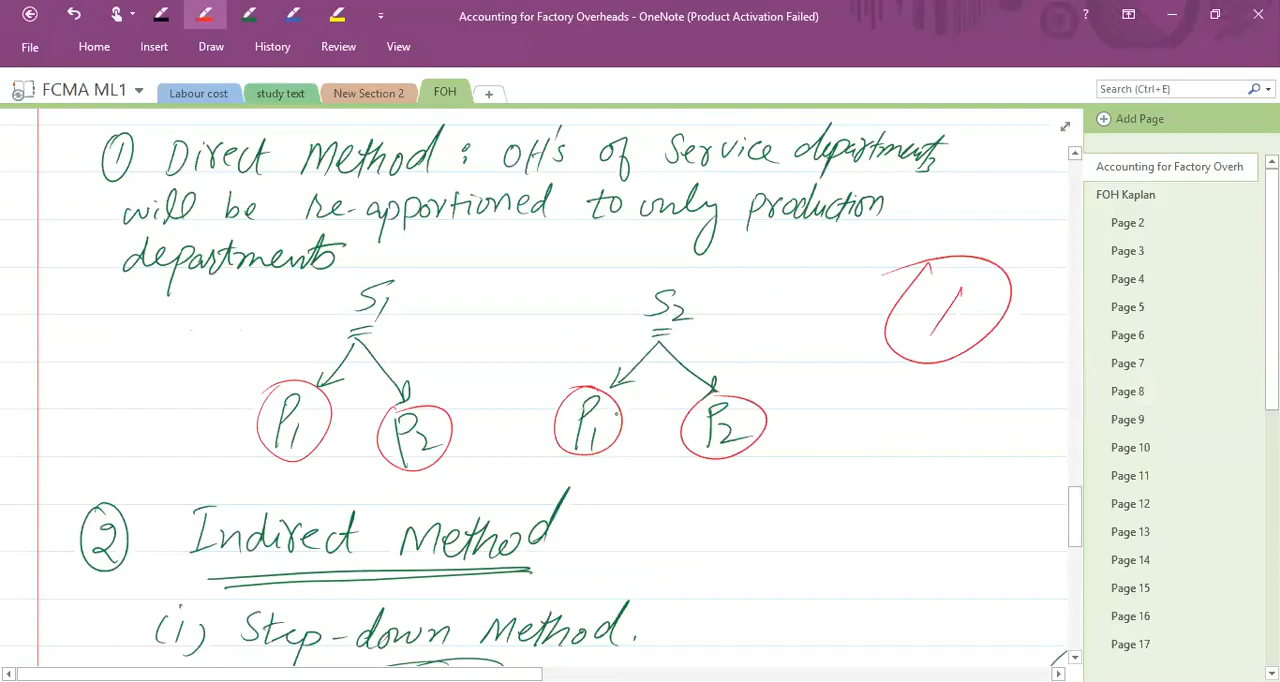 Accounting for Factory Overheads - OneNote (Product Activation Failed)
?
File Home Insert Draw History Review View
FCMA ML1 Labour cost study text New Section 2 FOH +
Search (Ctrl+E)
Add Page
Accounting for Factory Overh
FOH Kaplan
Page 2
Page 3
Page 4
Page 5
Page 6
Page 7
Page 8
Page 9
Page 10
Page 11
Page 12
Page 13
Page 14
Page 15
Page 16
Page 17
① Direct Method : OH's of Service departments
will be re-apportioned to only production
departments
S1 S2
1
P1 P2 P1 P2
② Indirect Method
(i) Step-down Method.